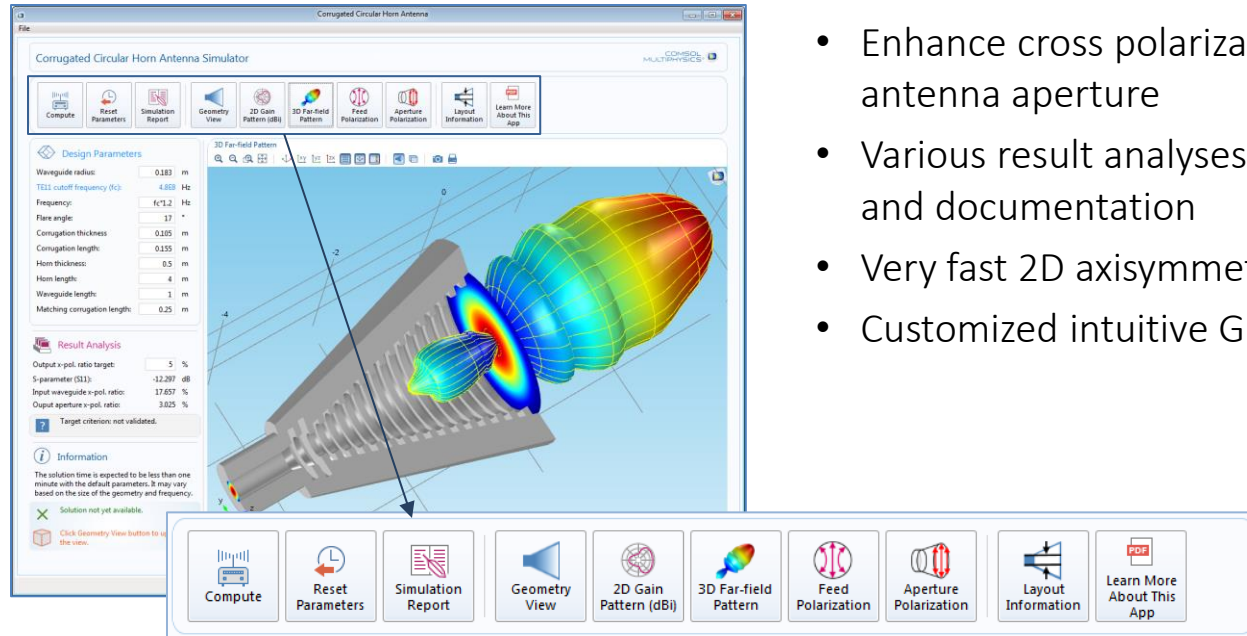 Corrugated Circular Horn Antenna
File
Corrugated Circular Horn Antenna Simulator
COMSOL
MULTIPHYSICS
Compute
Reset
Parameters
Simulation
Report
Geometry
View
2D Gain
Pattern (dBi)
3D Far-field
Pattern
Feed
Polarization
Aperture
Polarization
Layout
Information
Learn More
About This
App
Design Parameters
Waveguide radius: 0.183 m
TE11 cutoff frequency (fc): 4.8E8 Hz
Frequency: fc*1.2 Hz
Flare angle: 17 °
Corrugation thickness 0.105 m
Corrugation length: 0.155 m
Horn thickness: 0.5 m
Horn length: 4 m
Waveguide length: 1 m
Matching corrugation length: 0.25 m
Result Analysis
Output x-pol. ratio target: 5 %
S-parameter (S11): -12.297 dB
Input waveguide x-pol. ratio: 17.657 %
Ouput aperture x-pol. ratio: 3.025 %
? Target criterion: not validated.
i Information
The solution time is expected to be less than one
minute with the default parameters. It may vary
based on the size of the geometry and frequency.
Solution not yet available.
Click Geometry View button to
the view.
3D Far-field Pattern
0
-2
-4
y
z
• Enhance cross
antenna aperture
• Various result analyses
and documentation
• Very fast 2D
• Customized intuitive
Compute
Reset
Parameters
Simulation
Report
Geometry
View
2D Gain
Pattern (dBi)
3D Far-field
Pattern
Feed
Polarization
Aperture
Polarization
Layout
Information
PDF
Learn More
About This
App